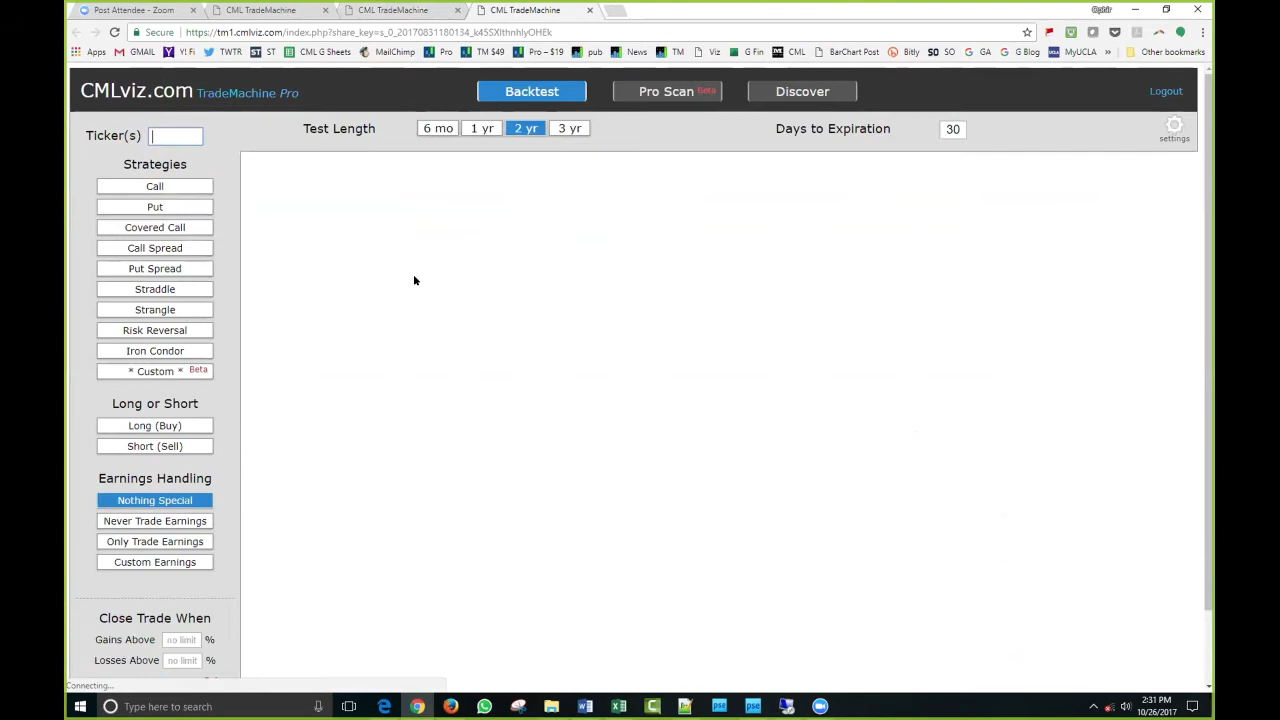 Post Attendee - Zoom
CML TradeMachine
CML TradeMachine
CML TradeMachine
Ophir
Secure
https://tm1.cmlviz.com/index.php?share_key=s_0_20170831180134_k45SXIthnhlyOHEk
Apps
GMAIL
Y! Fi
TWTR
ST
CML G Sheets
MailChimp
Pro
TM $49
Pro – $19
pub
News
TM
Viz
G Fin
CML
BarChart Post
Bitly
SO
GA
G Blog
MyUCLA
»
Other bookmarks
CMLviz.com TradeMachine Pro
Backtest
Pro Scan Beta
Discover
Logout
Ticker(s)
Test Length
6 mo
1 yr
2 yr
3 yr
Days to Expiration
30
settings
Strategies
Call
Put
Covered Call
Call Spread
Put Spread
Straddle
Strangle
Risk Reversal
Iron Condor
* Custom * Beta
Long or Short
Long (Buy)
Short (Sell)
Earnings Handling
Nothing Special
Never Trade Earnings
Only Trade Earnings
Custom Earnings
Close Trade When
Gains Above no limit %
Losses Above no limit %
Connecting...
Type here to search
2:31 PM
10/26/2017